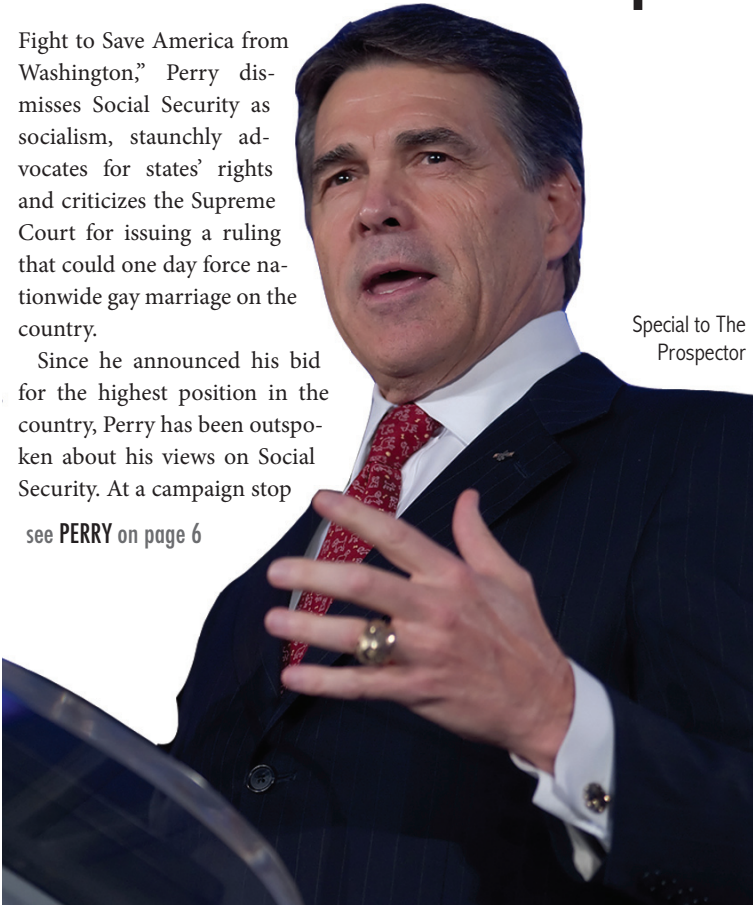 Fight to Save America from
Washington,” Perry dis-
misses Social Security as
socialism, staunchly ad-
vocates for states’ rights
and criticizes the Supreme
Court for issuing a ruling
that could one day force na-
tionwide gay marriage on the
country.
Since he announced his bid
for the highest position in the
country, Perry has been outspo-
ken about his views on Social
Security. At a campaign stop
see PERRY on page 6
Special to The
Prospector